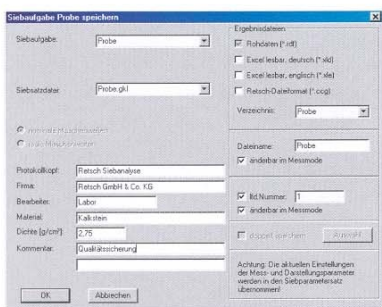 Siebaufgabe Probe speichern
Siebaufgabe:
Probe
Siebsatzdatei:
Probe.gkl
Protokollkopf:
Retsch Siebanalyse
Firma:
Retsch GmbH & Co. KG
Bearbeiter:
Labor
Material:
Kalkstein
Dichte [g/cm³]:
2,75
Kommentar:
Qualitätssicherung
OK
Abbrechen
Ergebnisdateien
Rohdaten (*.rdf)
Excel lesbar, deutsch (*.xld)
Excel lesbar, englisch (*.xle)
Retsch-Dateiformat (*.ccg)
Verzeichnis:
Probe
Dateiname:
Probe
änderbar im Messmode
lfd.Nummer:
1
änderbar im Messmode
doppelt speichern
Auswahl
Achtung: Die aktuellen Einstellungen
der Mess- und Darstellungsparameter
werden in den Siebparametersatz
übernommen!